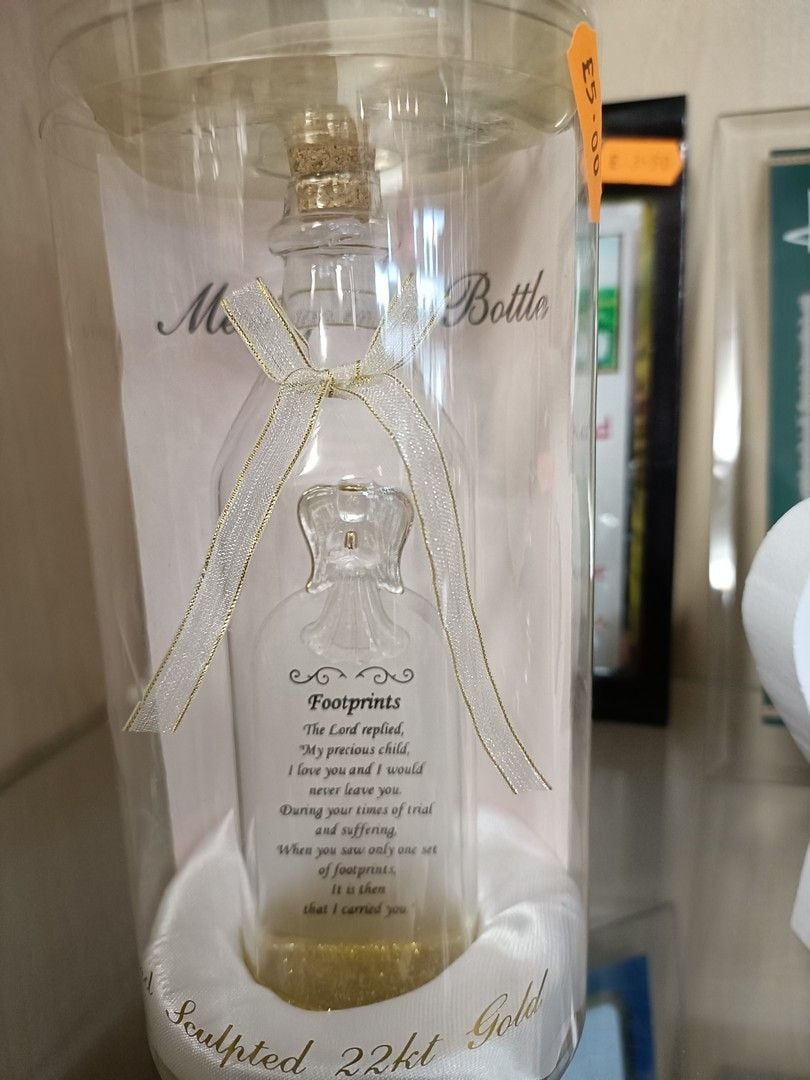 £5.00
Bottle
Footprints
The Lord replied,
"My precious child,
I love you and I would
never leave you.
During your times of trial
and suffering,
When you saw only one set
of footprints,
It is then
that I carried you."
Sculpted 22kt Gold